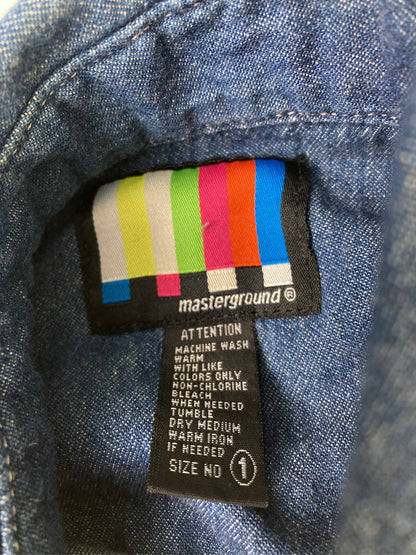 masterground®
ATTENTION
MACHINE WASH
WARM
WITH LIKE
COLORS ONLY
NON-CHLORINE
BLEACH
WHEN NEEDED
TUMBLE
DRY MEDIUM
WARM IRON
IF NEEDED
SIZE NO 1